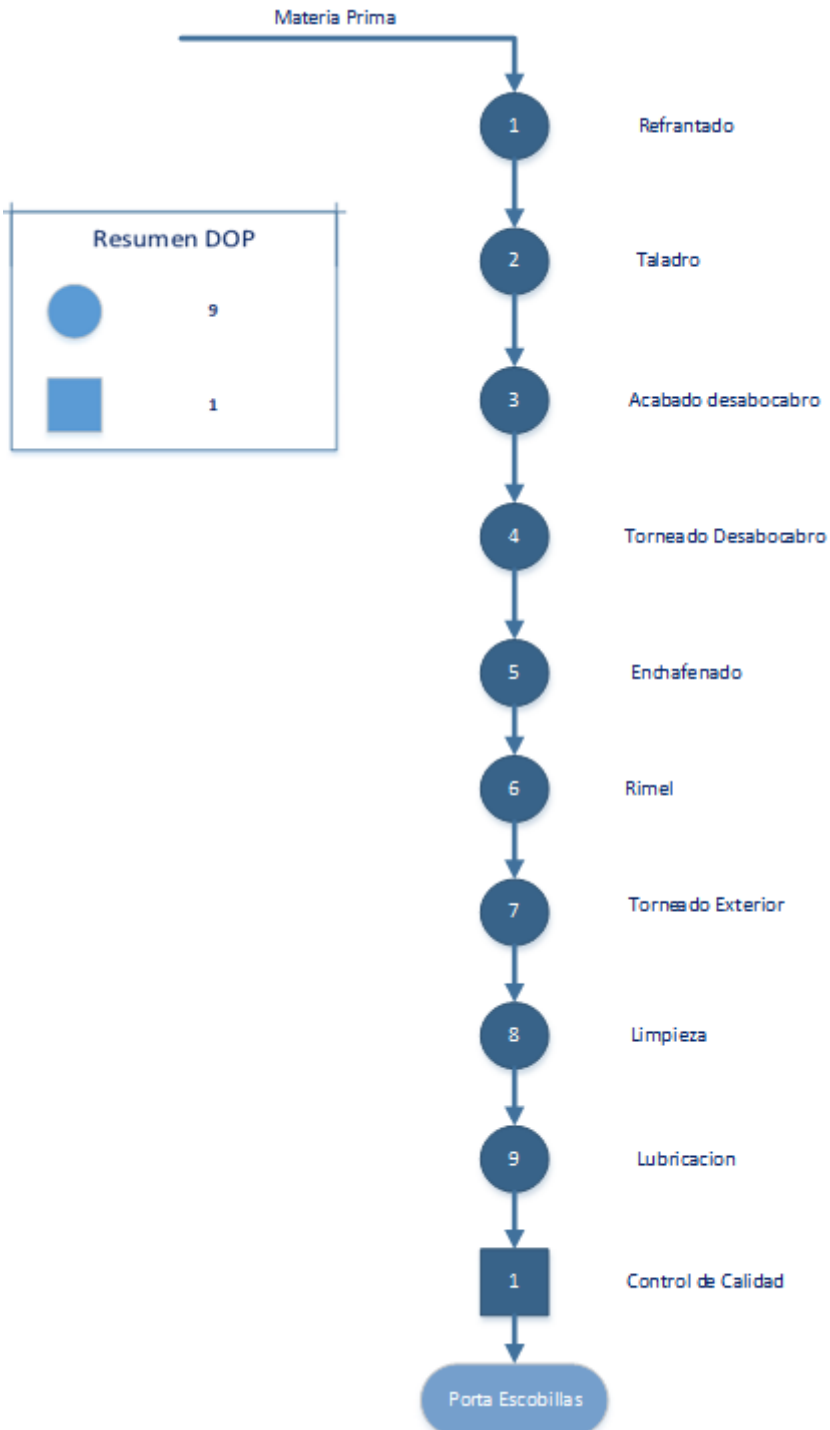 Materia Prima
1
Refrantado
Resumen DOP
9
1
2
Taladro
3
Acabado desabocabro
4
Torneado Desabocabro
5
Enchafenado
6
Rimel
7
Torneado Exterior
8
Limpieza
9
Lubricacion
1
Control de Calidad
Porta Escobillas